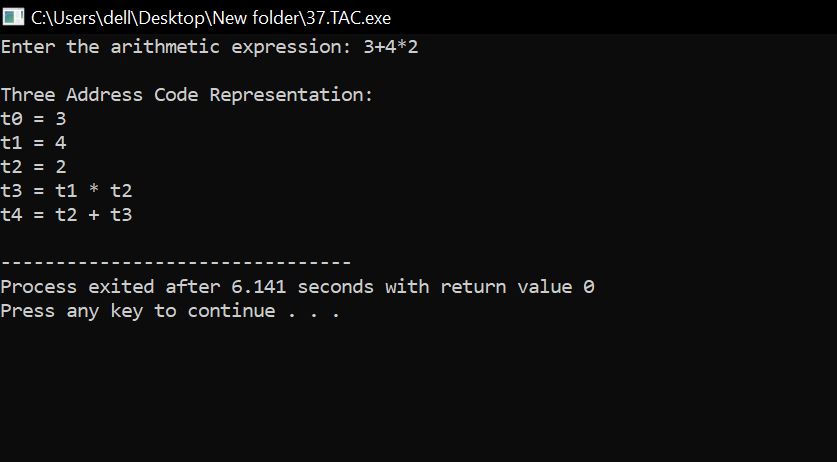 C:\Users\dell\Desktop\New folder\37.TAC.exe
Enter the arithmetic expression: 3+4*2
Three Address Code Representation:
t0 = 3
t1 = 4
t2 = 2
t3 = t1 * t2
t4 = t2 + t3
--------------------------------
Process exited after 6.141 seconds with return value 0
Press any key to continue . . .